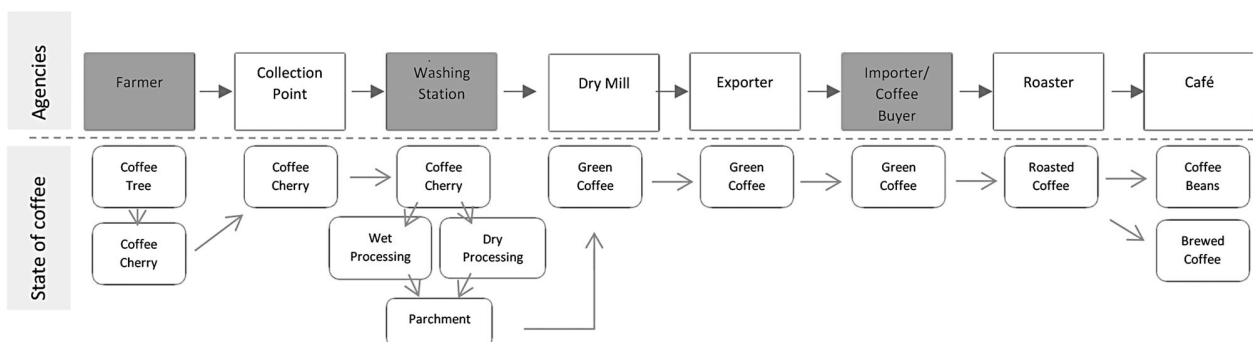 Agencies
Farmer
Collection
Point
Washing
Station
Dry Mill
Exporter
Importer/
Coffee
Buyer
Roaster
Café
State of coffee
Coffee
Tree
Coffee
Cherry
Coffee
Cherry
Coffee
Cherry
Wet
Processing
Dry
Processing
Parchment
Green
Coffee
Green
Coffee
Green
Coffee
Roasted
Coffee
Coffee
Beans
Brewed
Coffee